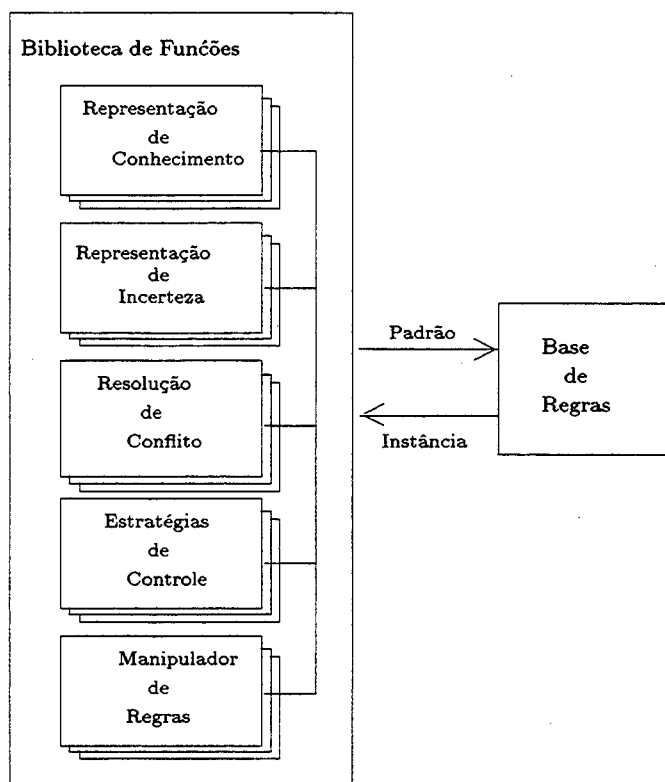 Biblioteca de Funćões
Representação
de
Conhecimento
Representação
de
Incerteza
Resolução
de
Conflito
Estratégias
de
Controle
Manipulador
de
Regras
Padrão
Instância
Base
de
Regras